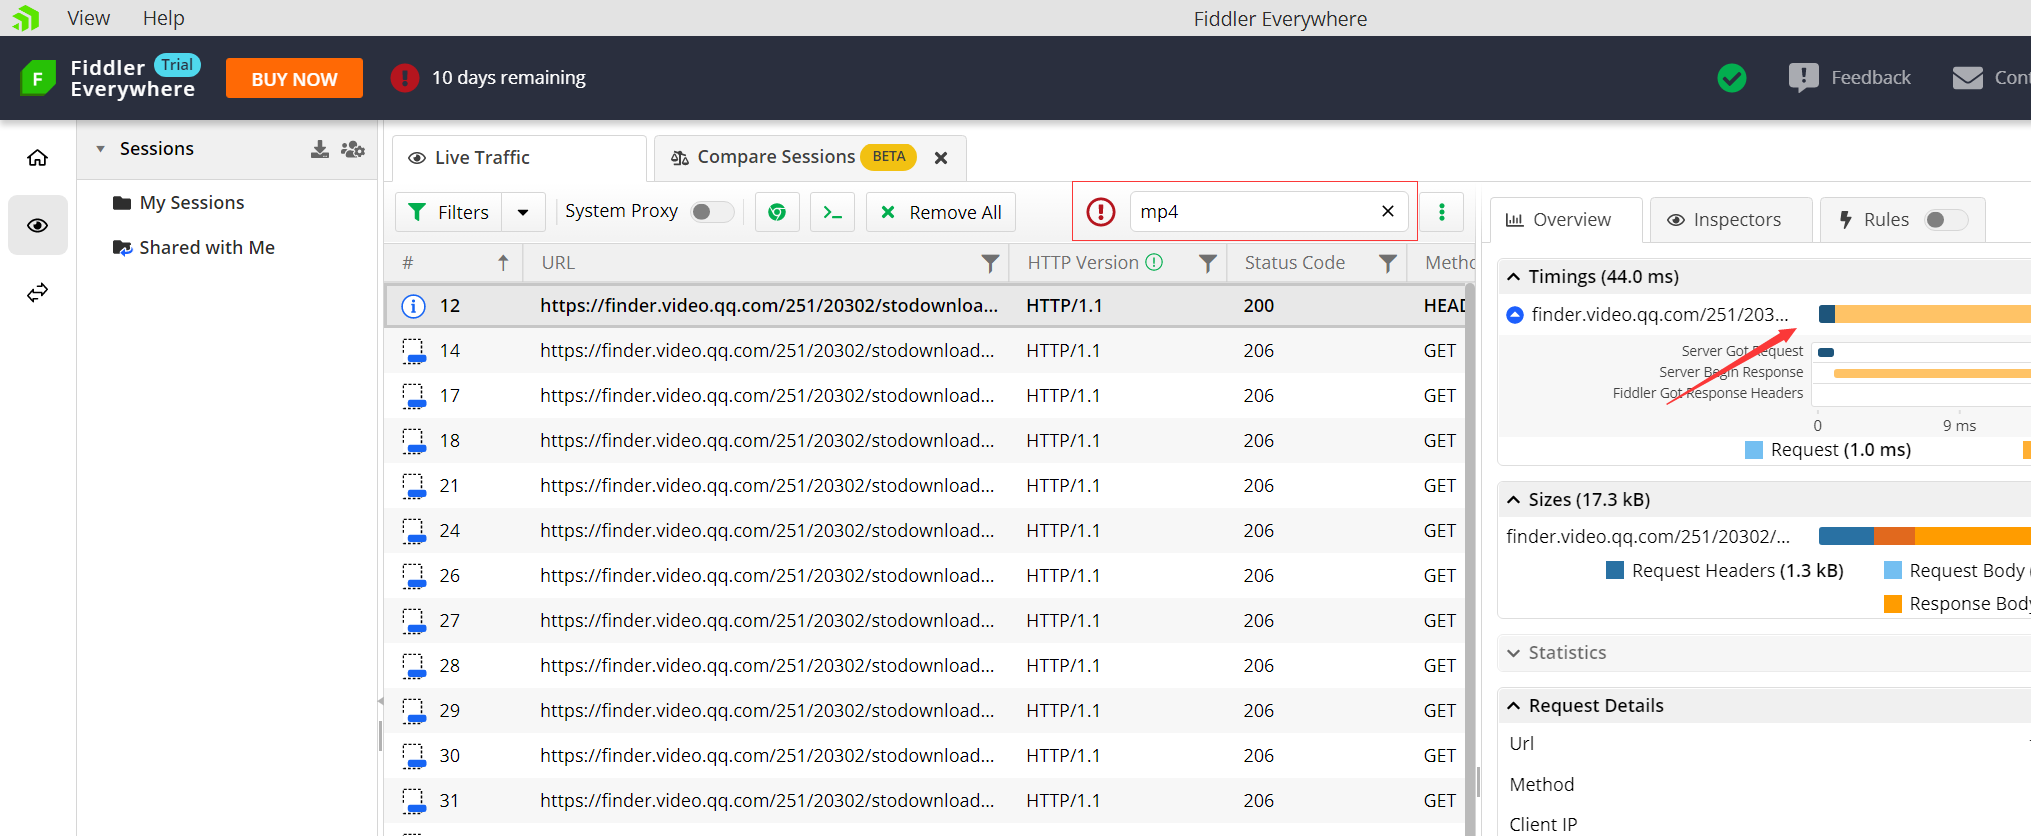 View Help
Fiddler Everywhere
Fiddler Trial
Everywhere
BUY NOW
10 days remaining
Feedback
Cont
Sessions
My Sessions
Shared with Me
Live Traffic
Compare Sessions BETA
Filters
System Proxy
Remove All
mp4
# URL HTTP Version Status Code Metho
12 https://finder.video.qq.com/251/20302/stodownloa... HTTP/1.1 200 HEAD
14 https://finder.video.qq.com/251/20302/stodownload... HTTP/1.1 206 GET
17 https://finder.video.qq.com/251/20302/stodownload... HTTP/1.1 206 GET
18 https://finder.video.qq.com/251/20302/stodownload... HTTP/1.1 206 GET
21 https://finder.video.qq.com/251/20302/stodownload... HTTP/1.1 206 GET
24 https://finder.video.qq.com/251/20302/stodownload... HTTP/1.1 206 GET
26 https://finder.video.qq.com/251/20302/stodownload... HTTP/1.1 206 GET
27 https://finder.video.qq.com/251/20302/stodownload... HTTP/1.1 206 GET
28 https://finder.video.qq.com/251/20302/stodownload... HTTP/1.1 206 GET
29 https://finder.video.qq.com/251/20302/stodownload... HTTP/1.1 206 GET
30 https://finder.video.qq.com/251/20302/stodownload... HTTP/1.1 206 GET
31 https://finder.video.qq.com/251/20302/stodownload... HTTP/1.1 206 GET
Overview
Inspectors
Rules
Timings (44.0 ms)
finder.video.qq.com/251/203...
Server Got Request
Server Begin Response
Fiddler Got Response Headers
0 9 ms
Request (1.0 ms)
Sizes (17.3 kB)
finder.video.qq.com/251/20302/...
Request Headers (1.3 kB)
Request Body (
Response Body
Statistics
Request Details
Url
Method
Client IP